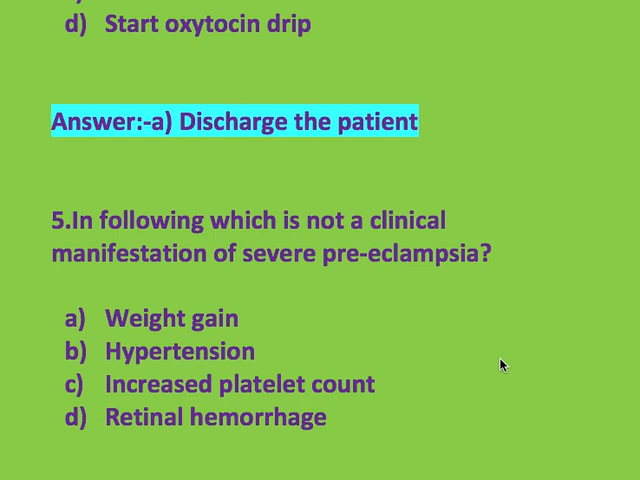 d) Start oxytocin drip
Answer:-a) Discharge the patient
5.In following which is not a clinical
manifestation of severe pre-eclampsia?
a) Weight gain
b) Hypertension
c) Increased platelet count
d) Retinal hemorrhage